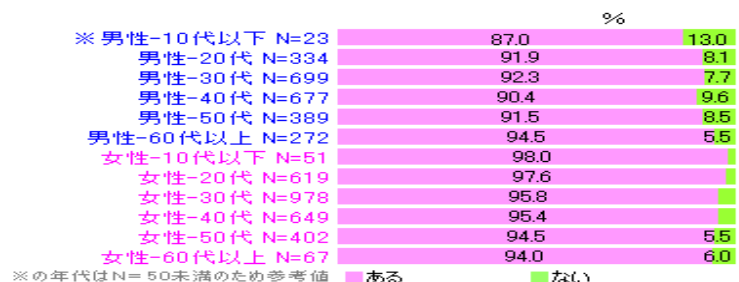 %
※男性-10代以下 N=23 87.0 13.0
男性-20代 N=334 91.9 8.1
男性-30代 N=699 92.3 7.7
男性-40代 N=677 90.4 9.6
男性-50代 N=389 91.5 8.5
男性-60代以上 N=272 94.5 5.5
女性-10代以下 N=51 98.0
女性-20代 N=619 97.6
女性-30代 N=978 95.8
女性-40代 N=649 95.4
女性-50代 N=402 94.5 5.5
女性-60代以上 N=67 94.0 6.0
※の年代はN=50未満のため参考値 ある ない